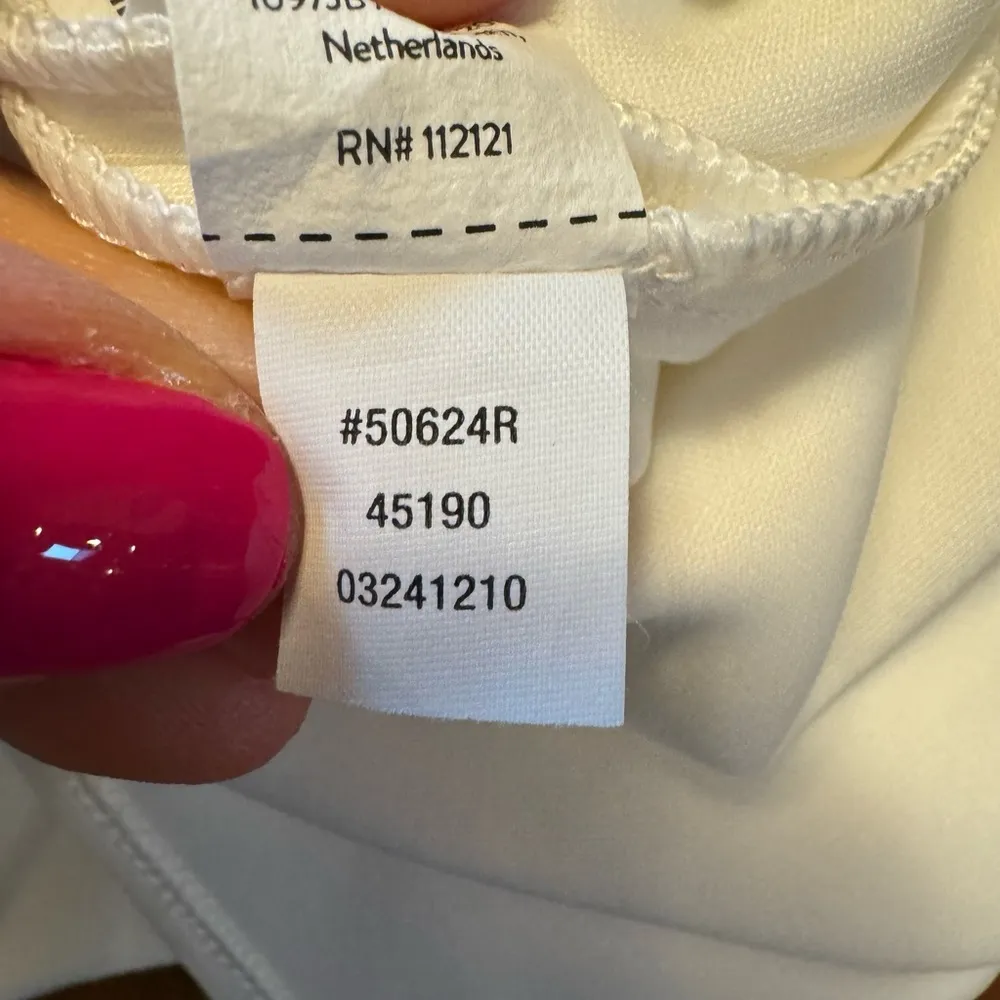 Netherlands
RN# 112121
#50624R
45190
03241210